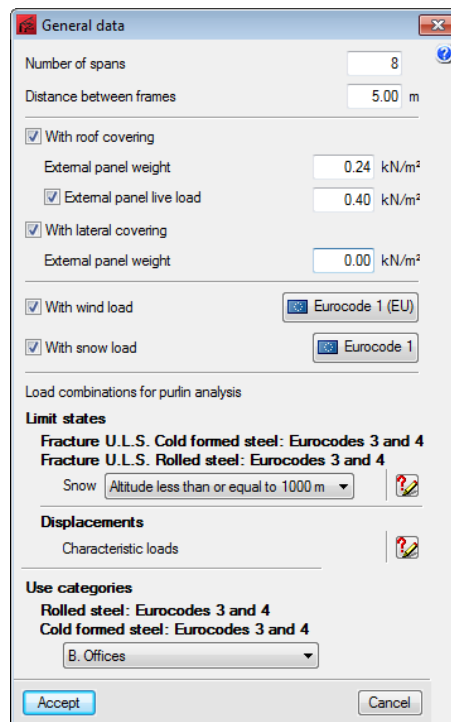 General data
Number of spans 8
Distance between frames 5.00 m
With roof covering
External panel weight 0.24 kN/m²
External panel live load 0.40 kN/m²
With lateral covering
External panel weight 0.00 kN/m²
With wind load Eurocode 1 (EU)
With snow load Eurocode 1
Load combinations for purlin analysis
Limit states
Fracture U.L.S. Cold formed steel: Eurocodes 3 and 4
Fracture U.L.S. Rolled steel: Eurocodes 3 and 4
Snow Altitude less than or equal to 1000 m
Displacements
Characteristic loads
Use categories
Rolled steel: Eurocodes 3 and 4
Cold formed steel: Eurocodes 3 and 4
B. Offices
Accept Cancel